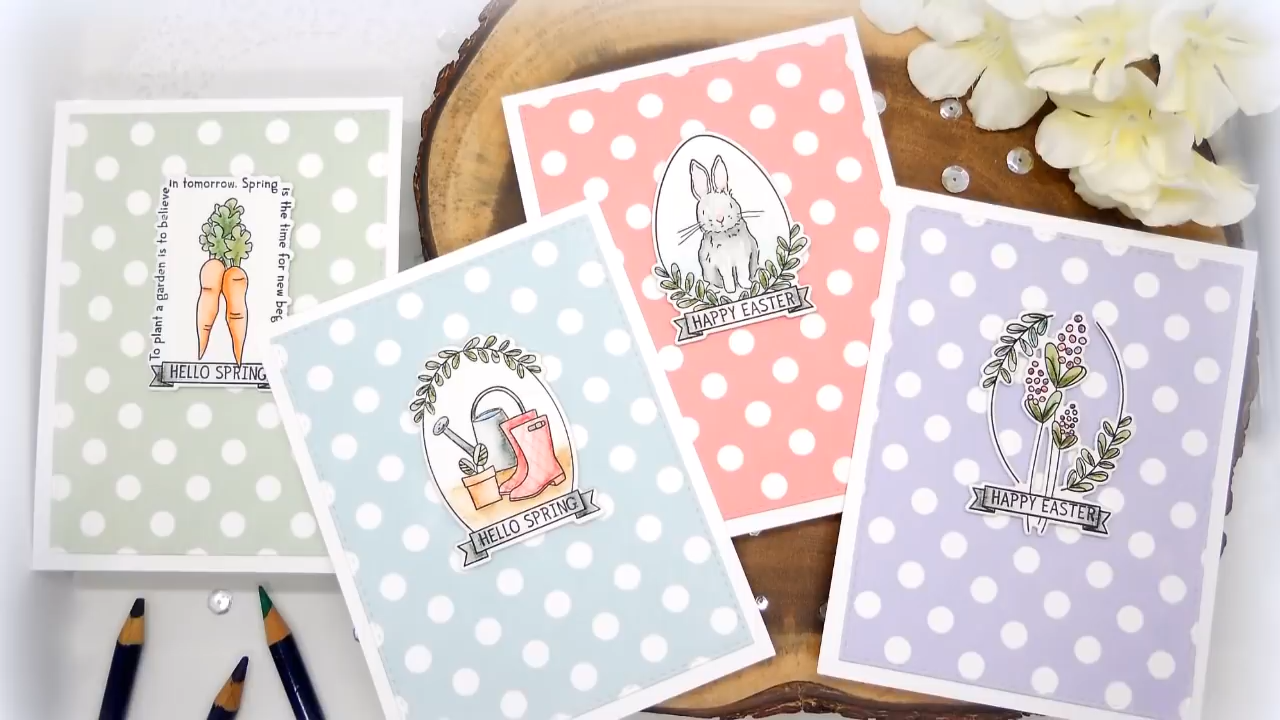 To plant a garden is to believe
in tomorrow. Spring
is the time for new beg
HELLO SPRING
HELLO SPRING
HAPPY EASTER
HAPPY EASTER